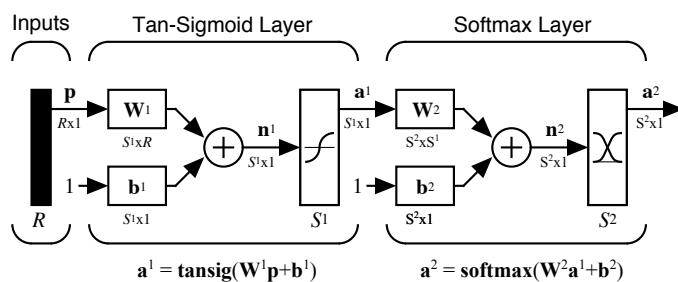 Inputs Tan-Sigmoid Layer Softmax Layer
p a¹ a²
W¹ W²
Rx1 n¹ S¹x1 n² S²x1
S¹xR S²xS¹
S¹x1 S²x1
1 b¹ 1 b²
S¹x1 S²x1
R S1 S2
a¹ = tansig(W¹p+b¹) a² = softmax(W²a¹+b²)